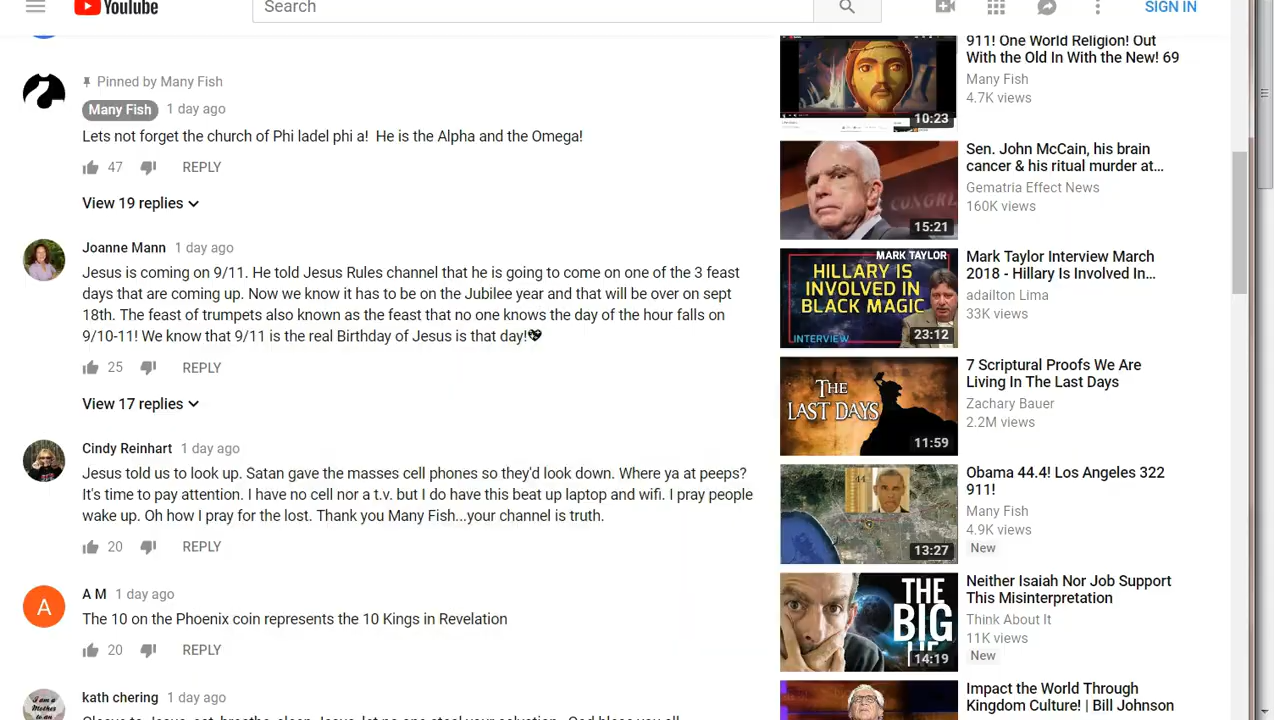 YouTube
Search
SIGN IN
Pinned by Many Fish
Many Fish 1 day ago
Lets not forget the church of Phi ladel phi a! He is the Alpha and the Omega!
47 REPLY
View 19 replies
Joanne Mann 1 day ago
Jesus is coming on 9/11. He told Jesus Rules channel that he is going to come on one of the 3 feast
days that are coming up. Now we know it has to be on the Jubilee year and that will be over on sept
18th. The feast of trumpets also known as the feast that no one knows the day of the hour falls on
9/10-11! We know that 9/11 is the real Birthday of Jesus is that day!
25 REPLY
View 17 replies
Cindy Reinhart 1 day ago
Jesus told us to look up. Satan gave the masses cell phones so they'd look down. Where ya at peeps?
It's time to pay attention. I have no cell nor a t.v. but I do have this beat up laptop and wifi. I pray people
wake up. Oh how I pray for the lost. Thank you Many Fish...your channel is truth.
20 REPLY
A
A M 1 day ago
The 10 on the Phoenix coin represents the 10 Kings in Revelation
20 REPLY
kath chering 1 day ago
10:23
911! One World Religion! Out
With the Old In With the New! 69
Many Fish
4.7K views
CONGR
15:21
Sen. John McCain, his brain
cancer & his ritual murder at...
Gematria Effect News
160K views
MARK TAYLOR
HILLARY IS
INVOLVED IN
BLACK MAGIC
INTERVIEW
23:12
Mark Taylor Interview March
2018 - Hillary Is Involved In...
adailton Lima
33K views
THE
LAST DAYS
11:59
7 Scriptural Proofs We Are
Living In The Last Days
Zachary Bauer
2.2M views
14
13:27
Obama 44.4! Los Angeles 322
911!
Many Fish
4.9K views
New
THE
BIG
14:19
Neither Isaiah Nor Job Support
This Misinterpretation
Think About It
11K views
New
Impact the World Through
Kingdom Culture! | Bill Johnson